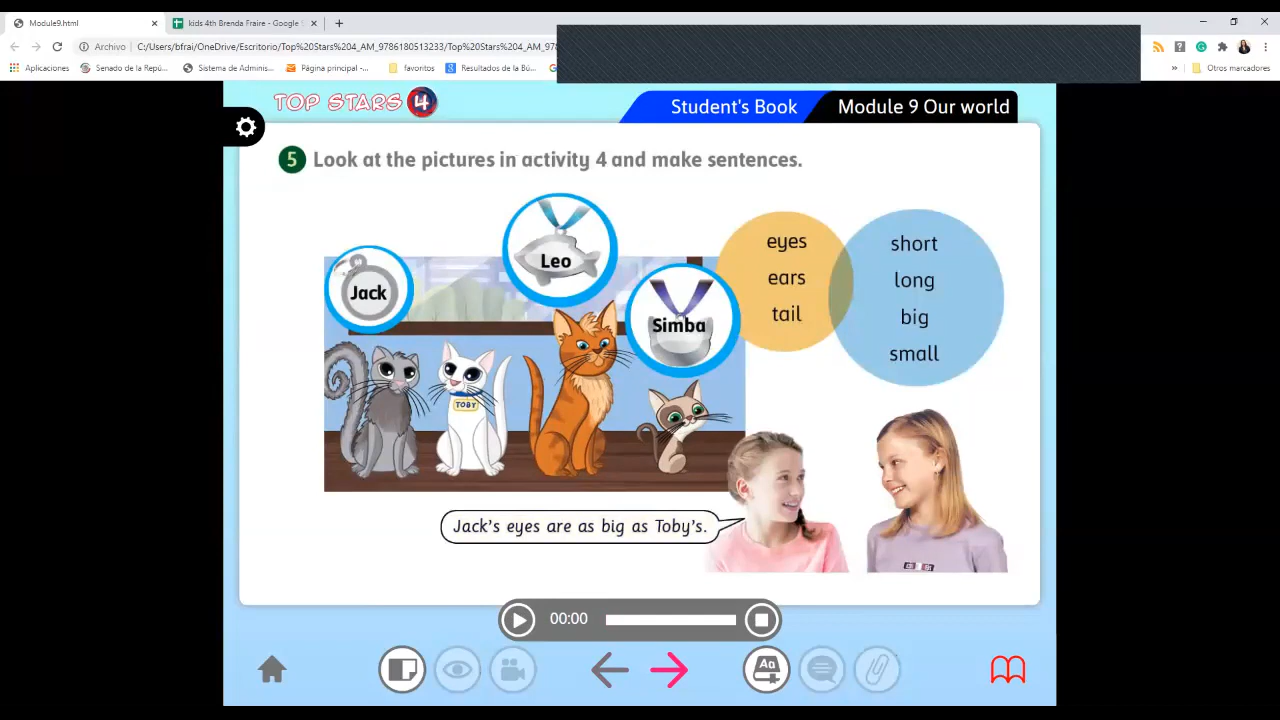 Module9.html
kids 4th Brenda Fraire - Google
Archivo
C:/Users/bfrai/OneDrive/Escritorio/Top%20Stars%204_AM_9786180513233/Top%20Stars%204_AM_978
Aplicaciones
Senado de la Repú...
Sistema de Adminis...
Página principal -...
favoritos
Resultados de la Bú...
»
Otros marcadores
TOP STARS 4
Student's Book
Module 9 Our world
5 Look at the pictures in activity 4 and make sentences.
Jack
Leo
Simba
TOBY
eyes
ears
tail
short
long
big
small
Jack's eyes are as big as Toby's.
00:00
Aa